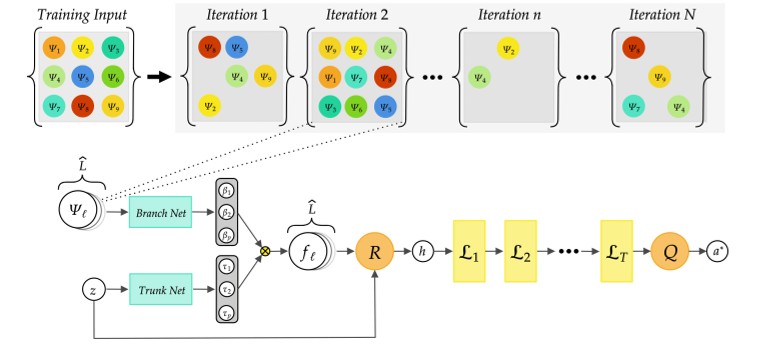 Training Input
Iteration 1
Iteration 2
Iteration n
Iteration N
Ψ1 Ψ2 Ψ3
Ψ4 Ψ5 Ψ6
Ψ7 Ψ8 Ψ9
Ψ8 Ψ5
Ψ4 Ψ9
Ψ2
Ψ9 Ψ2 Ψ4
Ψ1 Ψ7 Ψ8
Ψ3 Ψ6 Ψ5
•••
Ψ2
Ψ4
•••
Ψ8
Ψ9
Ψ7 Ψ4
L̂
Ψℓ
Branch Net
β1
β2
βp
z
Trunk Net
τ1
τ2
τp
⊗
L̂
fℓ
R
h
𝓛1
𝓛2
•••
𝓛T
Q
a*